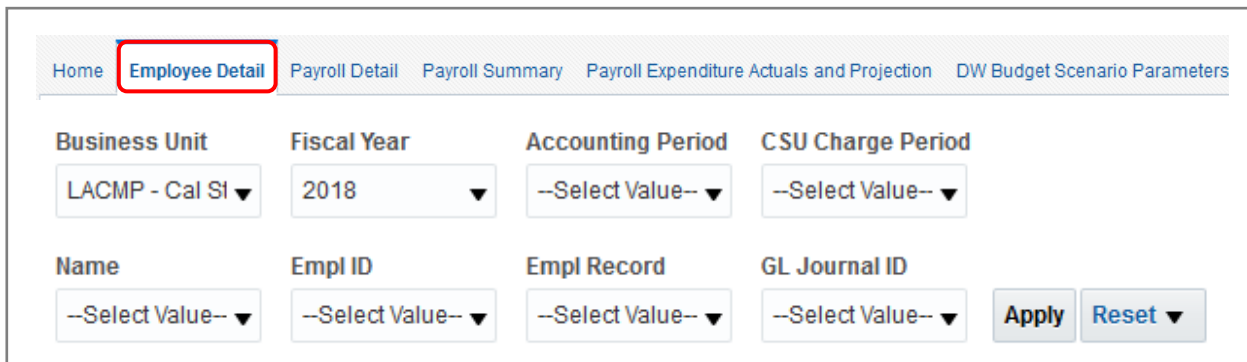 Home Employee Detail Payroll Detail Payroll Summary Payroll Expenditure Actuals and Projection DW Budget Scenario Parameters
Business Unit Fiscal Year Accounting Period CSU Charge Period
LACMP - Cal St 2018 --Select Value-- --Select Value--
Name Empl ID Empl Record GL Journal ID
--Select Value-- --Select Value-- --Select Value-- --Select Value-- Apply Reset